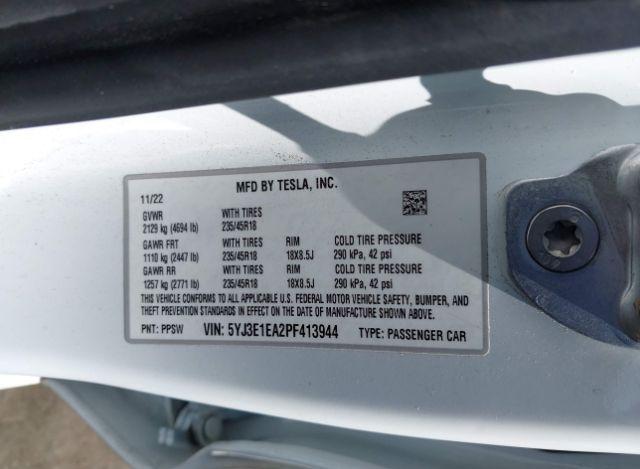 MFD BY TESLA, INC.
11/22
GVWR WITH TIRES
2129 kg (4694 lb) 235/45R18
GAWR FRT WITH TIRES RIM COLD TIRE PRESSURE
1110 kg (2447 lb) 235/45R18 18X8.5J 290 kPa, 42 psi
GAWR RR WITH TIRES RIM COLD TIRE PRESSURE
1257 kg (2771 lb) 235/45R18 18X8.5J 290 kPa, 42 psi
THIS VEHICLE CONFORMS TO ALL APPLICABLE U.S. FEDERAL MOTOR VEHICLE SAFETY, BUMPER, AND
THEFT PREVENTION STANDARDS IN EFFECT ON THE DATE OF MANUFACTURE SHOWN ABOVE.
PNT: PPSW VIN: 5YJ3E1EA2PF413944 TYPE: PASSENGER CAR